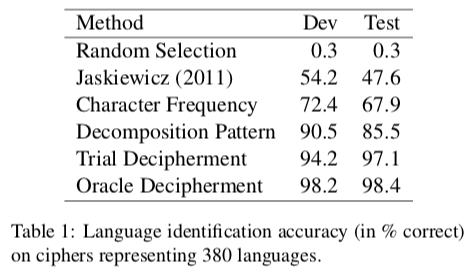 Method Dev Test
Random Selection 0.3 0.3
Jaskiewicz (2011) 54.2 47.6
Character Frequency 72.4 67.9
Decomposition Pattern 90.5 85.5
Trial Decipherment 94.2 97.1
Oracle Decipherment 98.2 98.4
Table 1: Language identification accuracy (in % correct)
on ciphers representing 380 languages.